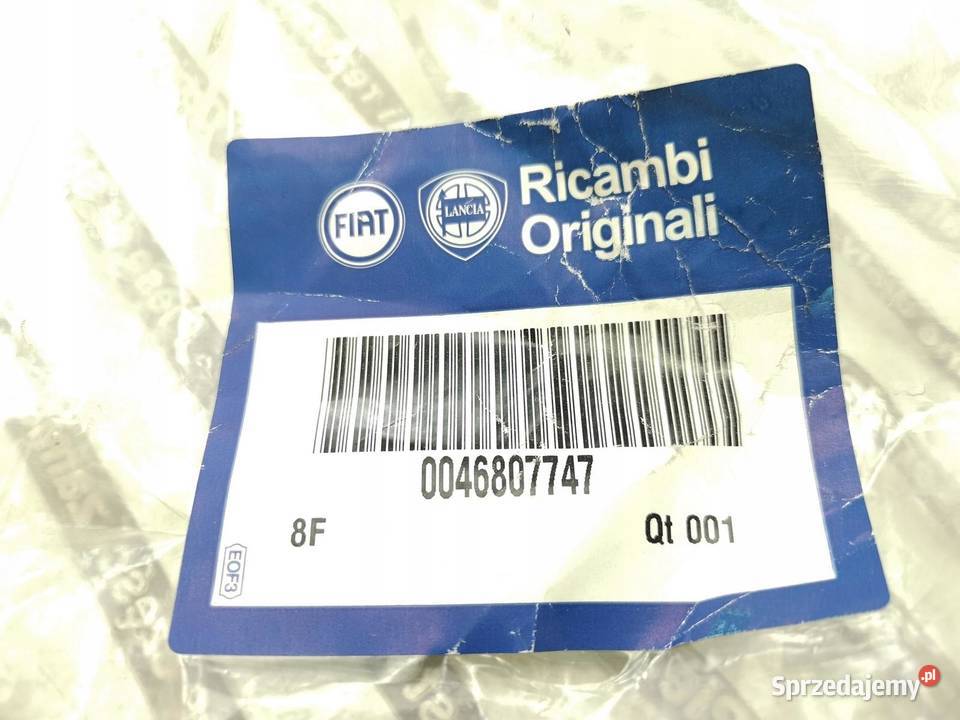 FIAT
LANCIA
Ricambi
Originali
0046807747
8F
Qt 001
EOF3
Sprzedajemy.pl